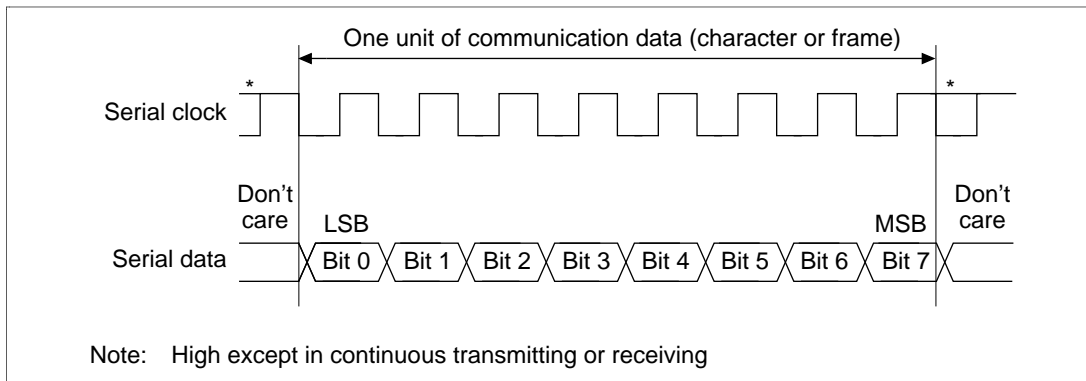 One unit of communication data (character or frame)
* *
Serial clock
Don't care Don't care
LSB MSB
Serial data Bit 0 Bit 1 Bit 2 Bit 3 Bit 4 Bit 5 Bit 6 Bit 7
Note: High except in continuous transmitting or receiving